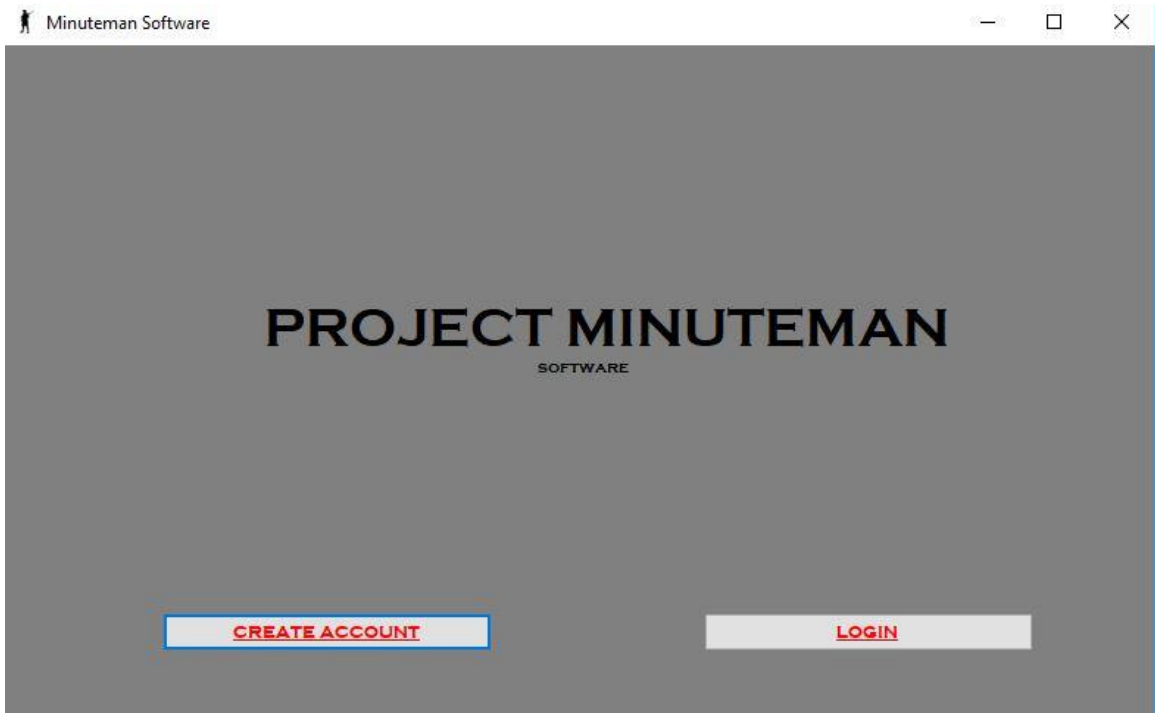 Minuteman Software
PROJECT MINUTEMAN
SOFTWARE
CREATE ACCOUNT
LOGIN